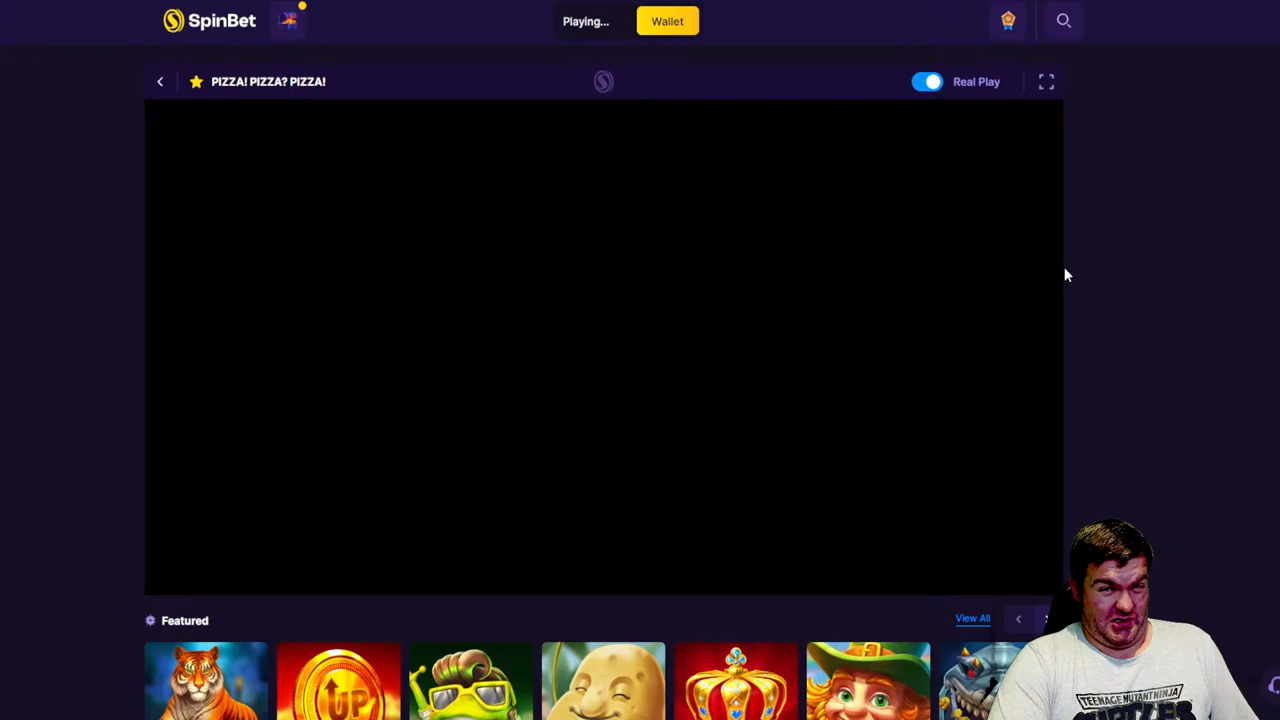 SpinBet
Playing...
Wallet
PIZZA! PIZZA? PIZZA!
Real Play
Featured
View All
UP
TEENAGE MUTANT NINJA
TURTLES